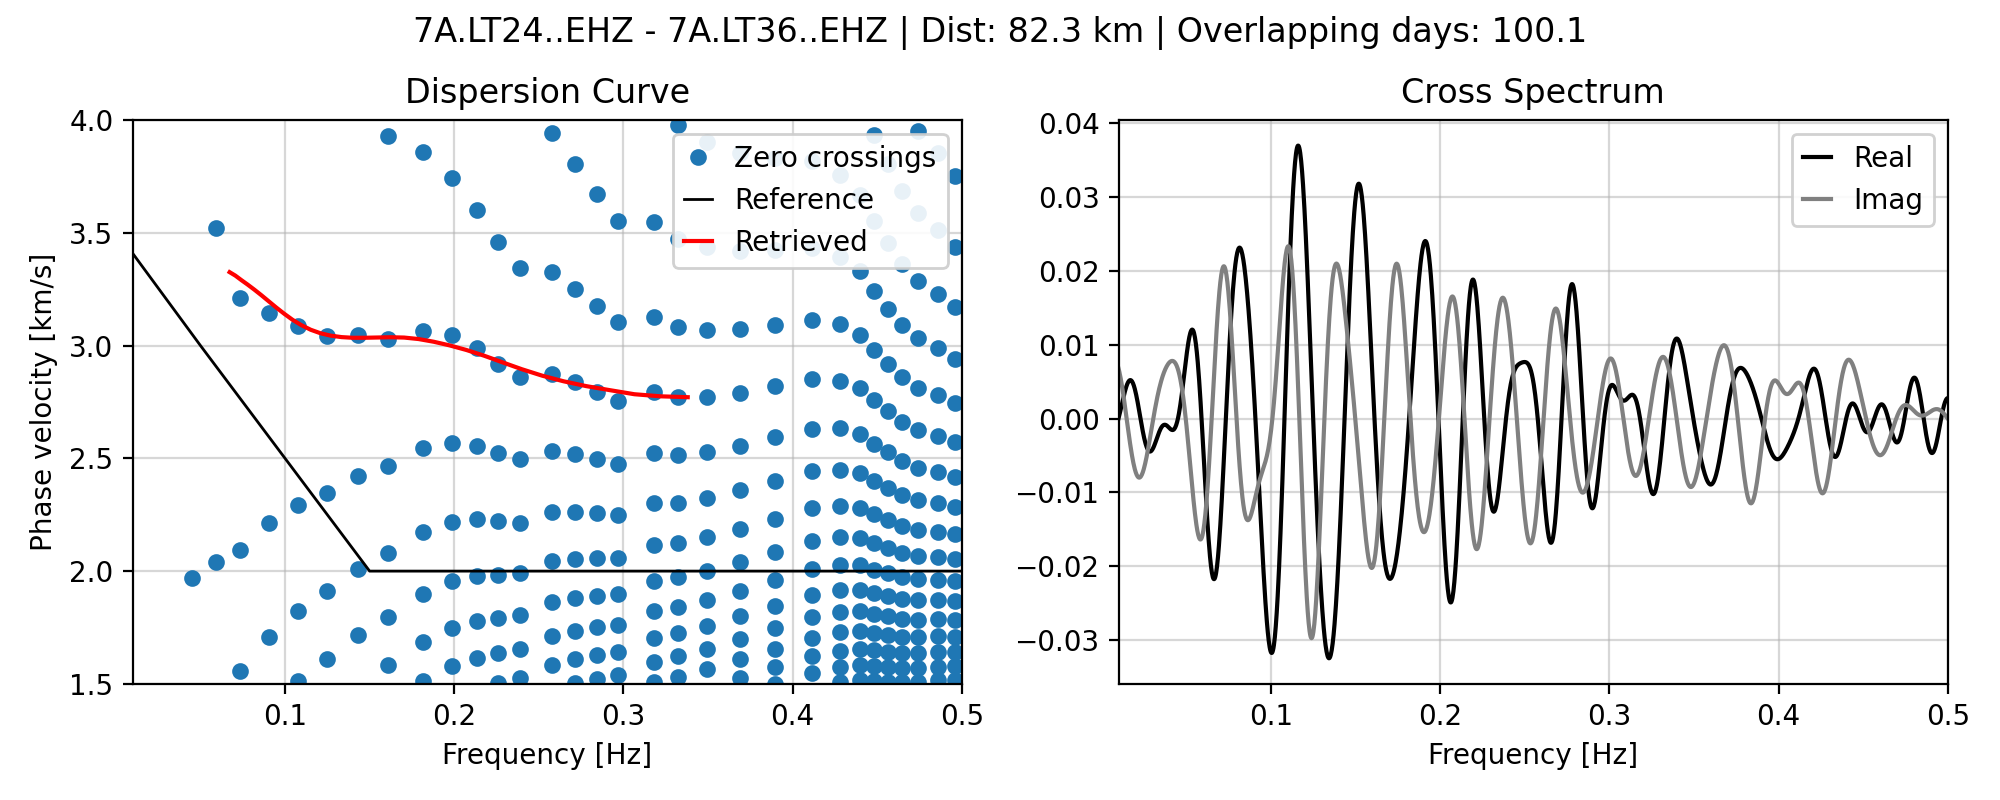 7A.LT24..EHZ - 7A.LT36..EHZ | Dist: 82.3 km | Overlapping days: 100.1
Dispersion Curve
4.0
3.5
3.0
2.5
2.0
1.5
Phase velocity [km/s]
0.1 0.2 0.3 0.4 0.5
Frequency [Hz]
Zero crossings
Reference
Retrieved
Cross Spectrum
0.04
0.03
0.02
0.01
0.00
−0.01
−0.02
−0.03
0.1 0.2 0.3 0.4 0.5
Frequency [Hz]
Real
Imag